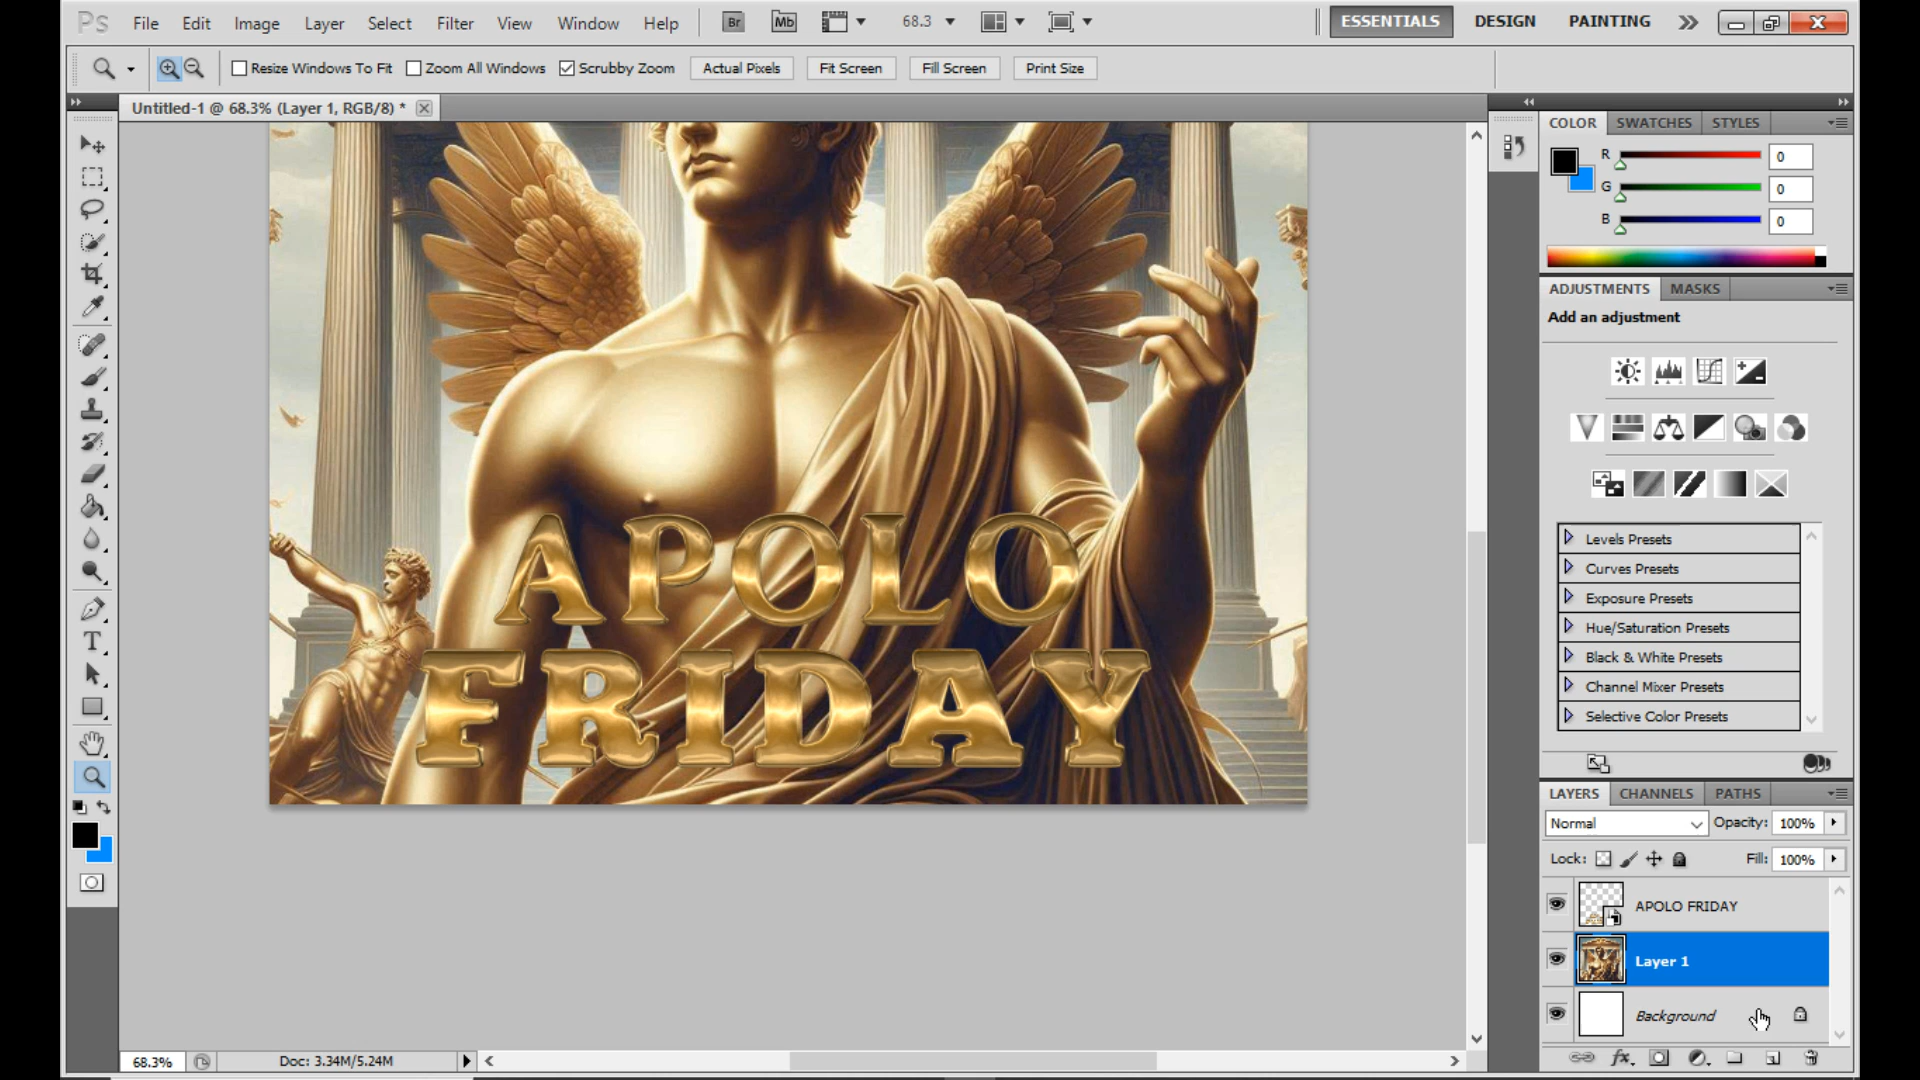 Ps File Edit Image Layer Select Filter View Window Help Br Mb 68.3 ESSENTIALS DESIGN PAINTING
Resize Windows To Fit Zoom All Windows Scrubby Zoom Actual Pixels Fit Screen Fill Screen Print Size
Untitled-1 @ 68.3% (Layer 1, RGB/8) *
COLOR SWATCHES STYLES
R 0
G 0
B 0
ADJUSTMENTS MASKS
Add an adjustment
Levels Presets
Curves Presets
Exposure Presets
Hue/Saturation Presets
Black & White Presets
Channel Mixer Presets
Selective Color Presets
APOLO
FRIDAY
T
LAYERS CHANNELS PATHS
Normal Opacity: 100%
Lock: Fill: 100%
APOLO FRIDAY
Layer 1
Background
fx
68.3% Doc: 3.34M/5.24M